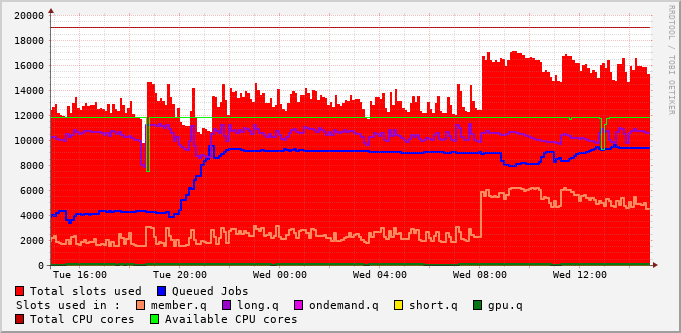 20000
18000
16000
14000
12000
10000
8000
6000
4000
2000
0
Tue 16:00 Tue 20:00 Wed 00:00 Wed 04:00 Wed 08:00 Wed 12:00
Total slots used Queued Jobs
Slots used in : member.q long.q ondemand.q short.q gpu.q
Total CPU cores Available CPU cores
RRDTOOL / TOBI OETIKER